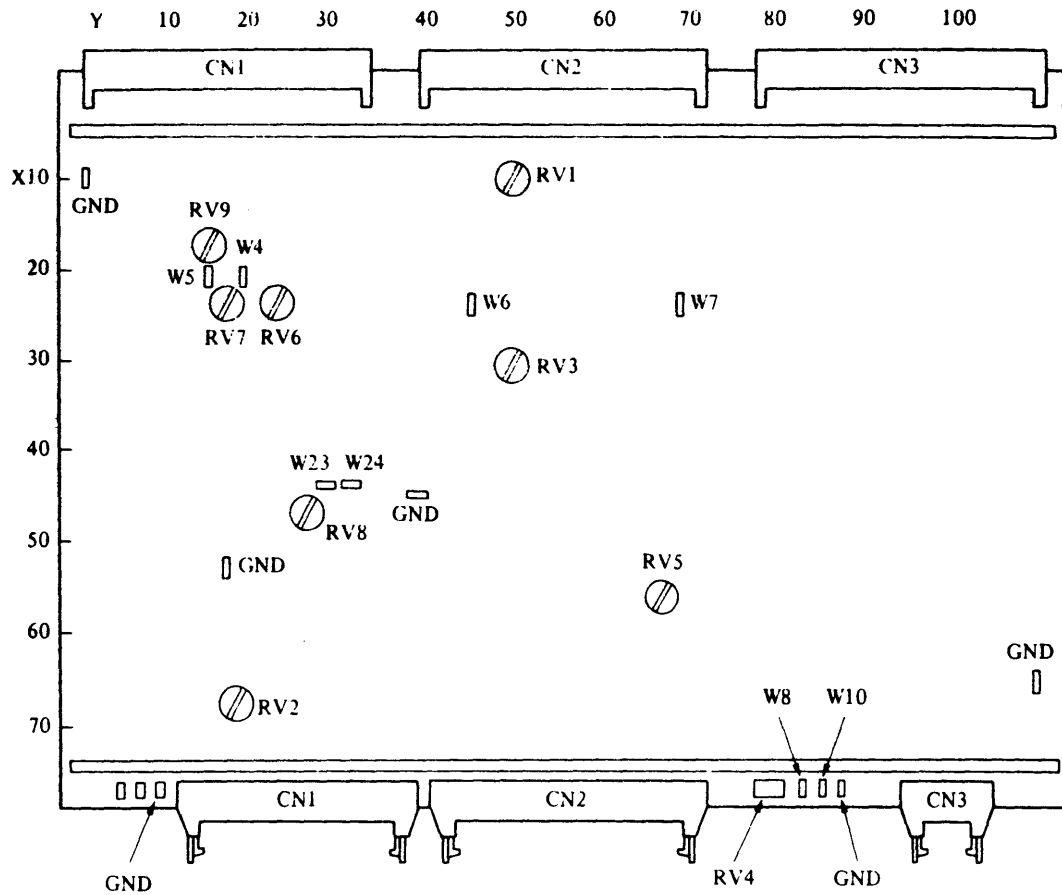 Y 10 20 30 40 50 60 70 80 90 100
CN1 CN2 CN3
X10
RV1
GND
RV9
W4
20
W5
W6 W7
RV7 RV6
30
RV3
40
W23 W24
GND
RV8
50
GND
RV5
60
GND
W8 W10
RV2
70
CN1 CN2 CN3
GND
RV4 GND